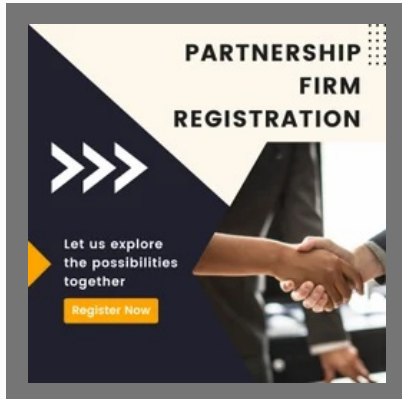 PARTNERSHIP
FIRM
REGISTRATION
Let us explore
the possibilities
together
Register Now